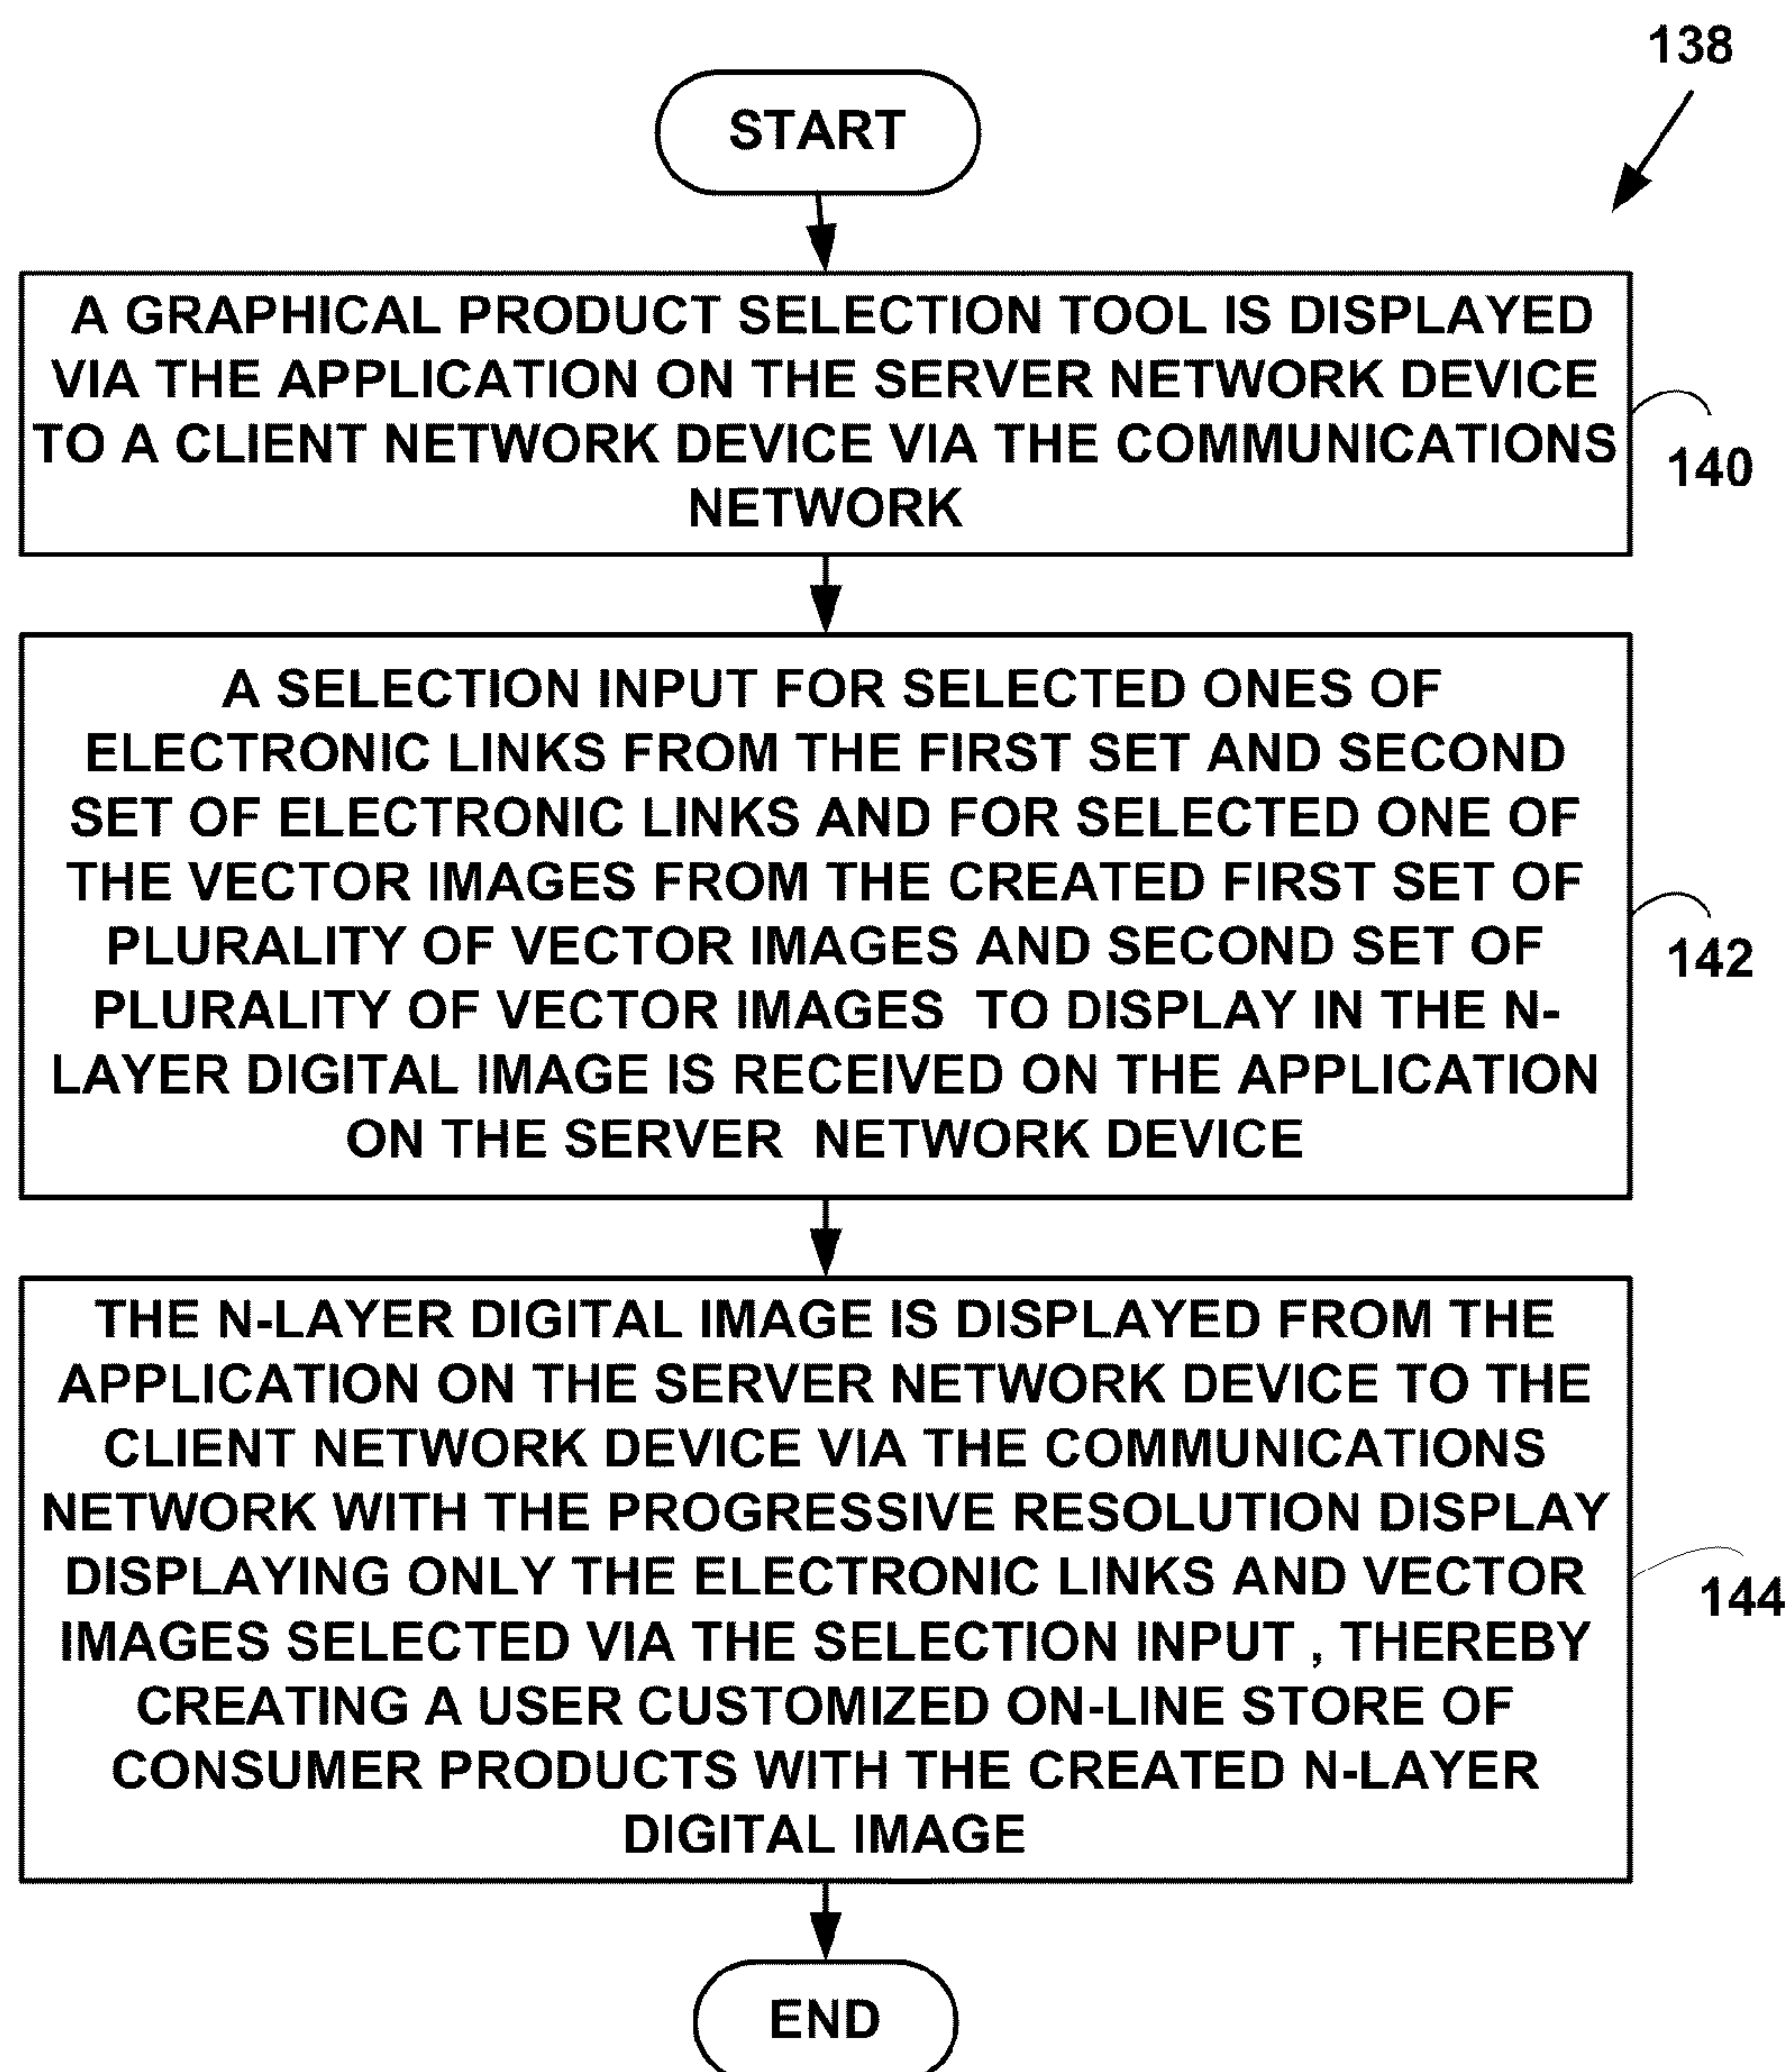 138
START
A GRAPHICAL PRODUCT SELECTION TOOL IS DISPLAYED
VIA THE APPLICATION ON THE SERVER NETWORK DEVICE
TO A CLIENT NETWORK DEVICE VIA THE COMMUNICATIONS
NETWORK
140
A SELECTION INPUT FOR SELECTED ONES OF
ELECTRONIC LINKS FROM THE FIRST SET AND SECOND
SET OF ELECTRONIC LINKS AND FOR SELECTED ONE OF
THE VECTOR IMAGES FROM THE CREATED FIRST SET OF
PLURALITY OF VECTOR IMAGES AND SECOND SET OF
PLURALITY OF VECTOR IMAGES TO DISPLAY IN THE N-
LAYER DIGITAL IMAGE IS RECEIVED ON THE APPLICATION
ON THE SERVER NETWORK DEVICE
142
THE N-LAYER DIGITAL IMAGE IS DISPLAYED FROM THE
APPLICATION ON THE SERVER NETWORK DEVICE TO THE
CLIENT NETWORK DEVICE VIA THE COMMUNICATIONS
NETWORK WITH THE PROGRESSIVE RESOLUTION DISPLAY
DISPLAYING ONLY THE ELECTRONIC LINKS AND VECTOR
IMAGES SELECTED VIA THE SELECTION INPUT , THEREBY
CREATING A USER CUSTOMIZED ON-LINE STORE OF
CONSUMER PRODUCTS WITH THE CREATED N-LAYER
DIGITAL IMAGE
144
END